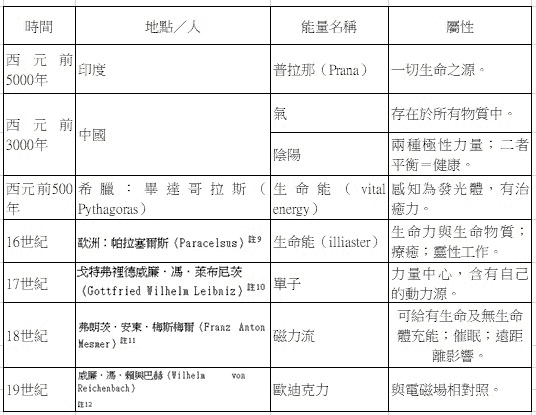 時間 地點／人 能量名稱 屬性
西元前5000年 印度 普拉那（Prana） 一切生命之源。
西元前3000年 中國 氣 存在於所有物質中。
陰陽 兩種極性力量；二者平衡＝健康。
西元前500年 希臘：畢達哥拉斯（Pythagoras） 生命能（vital energy） 感知為發光體，有治癒力。
16世紀 歐洲：帕拉塞爾斯（Paracelsus）註9 生命能（illiaster） 生命力與生命物質；療癒；靈性工作。
17世紀 戈特弗裡德威廉‧馮‧萊布尼茨（Gottfried Wilhelm Leibniz）註10 單子 力量中心，含有自己的動力源。
18世紀 弗朗茨‧安東‧梅斯梅爾（Franz Anton Mesmer）註11 磁力流 可給有生命及無生命體充能；催眠；遠距離影響。
19世紀 威廉‧馮‧賴興巴赫（Wilhelm von Reichenbach）註12 歐迪克力 與電磁場相對照。